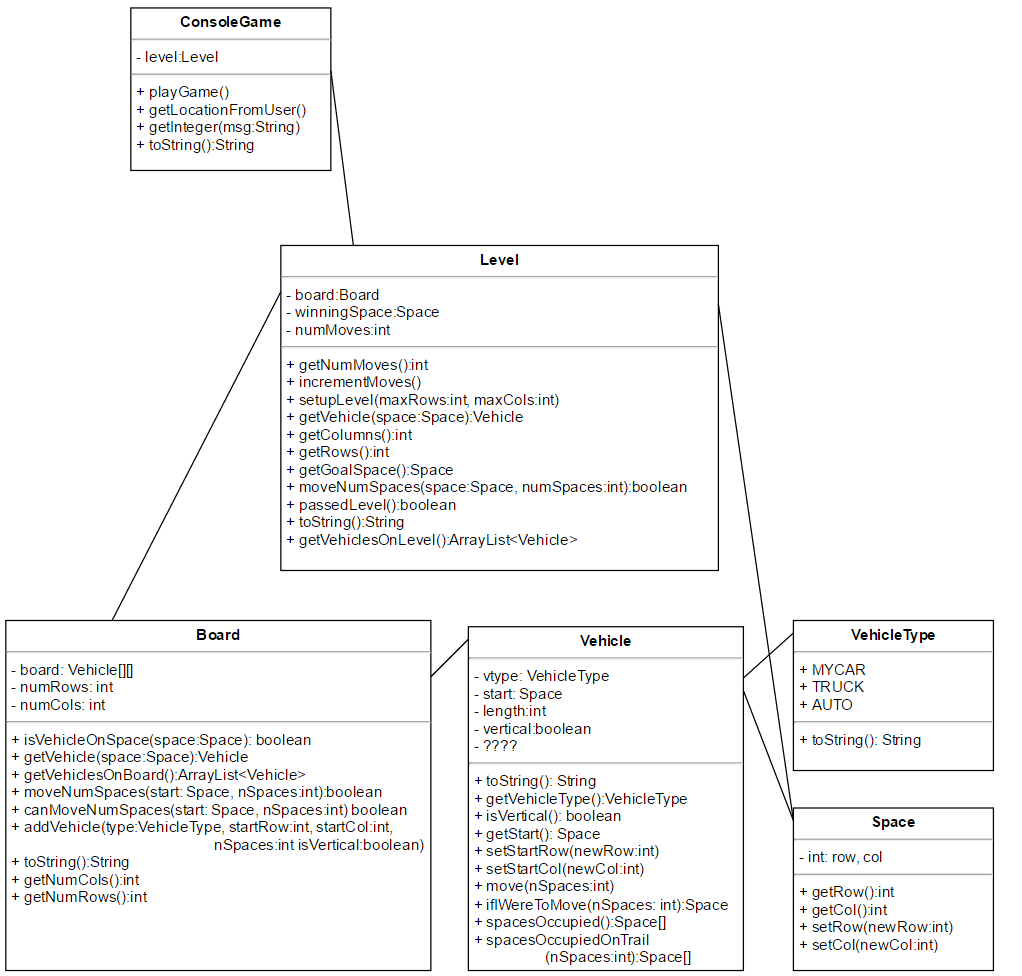 ConsoleGame
- level:Level
+ playGame()
+ getLocationFromUser()
+ getInteger(msg:String)
+ toString():String
Level
- board:Board
- winningSpace:Space
- numMoves:int
+ getNumMoves():int
+ incrementMoves()
+ setupLevel(maxRows:int, maxCols:int)
+ getVehicle(space:Space):Vehicle
+ getColumns():int
+ getRows():int
+ getGoalSpace():Space
+ moveNumSpaces(space:Space, numSpaces:int):boolean
+ passedLevel():boolean
+ toString():String
+ getVehiclesOnLevel():ArrayList<Vehicle>
Board
- board: Vehicle[][]
- numRows: int
- numCols: int
+ isVehicleOnSpace(space:Space): boolean
+ getVehicle(space:Space):Vehicle
+ getVehiclesOnBoard():ArrayList<Vehicle>
+ moveNumSpaces(start: Space, nSpaces:int):boolean
+ canMoveNumSpaces(start: Space, nSpaces:int) boolean
+ addVehicle(type:VehicleType, startRow:int, startCol:int,
nSpaces:int isVertical:boolean)
+ toString():String
+ getNumCols():int
+ getNumRows():int
Vehicle
- vtype: VehicleType
- start: Space
- length:int
- vertical:boolean
- ????
+ toString(): String
+ getVehicleType():VehicleType
+ isVertical(): boolean
+ getStart(): Space
+ setStartRow(newRow:int)
+ setStartCol(newCol:int)
+ move(nSpaces:int)
+ ifIWereToMove(nSpaces: int):Space
+ spacesOccupied():Space[]
+ spacesOccupiedOnTrail
(nSpaces:int):Space[]
VehicleType
+ MYCAR
+ TRUCK
+ AUTO
+ toString(): String
Space
- int: row, col
+ getRow():int
+ getCol():int
+ setRow(newRow:int)
+ setCol(newCol:int)